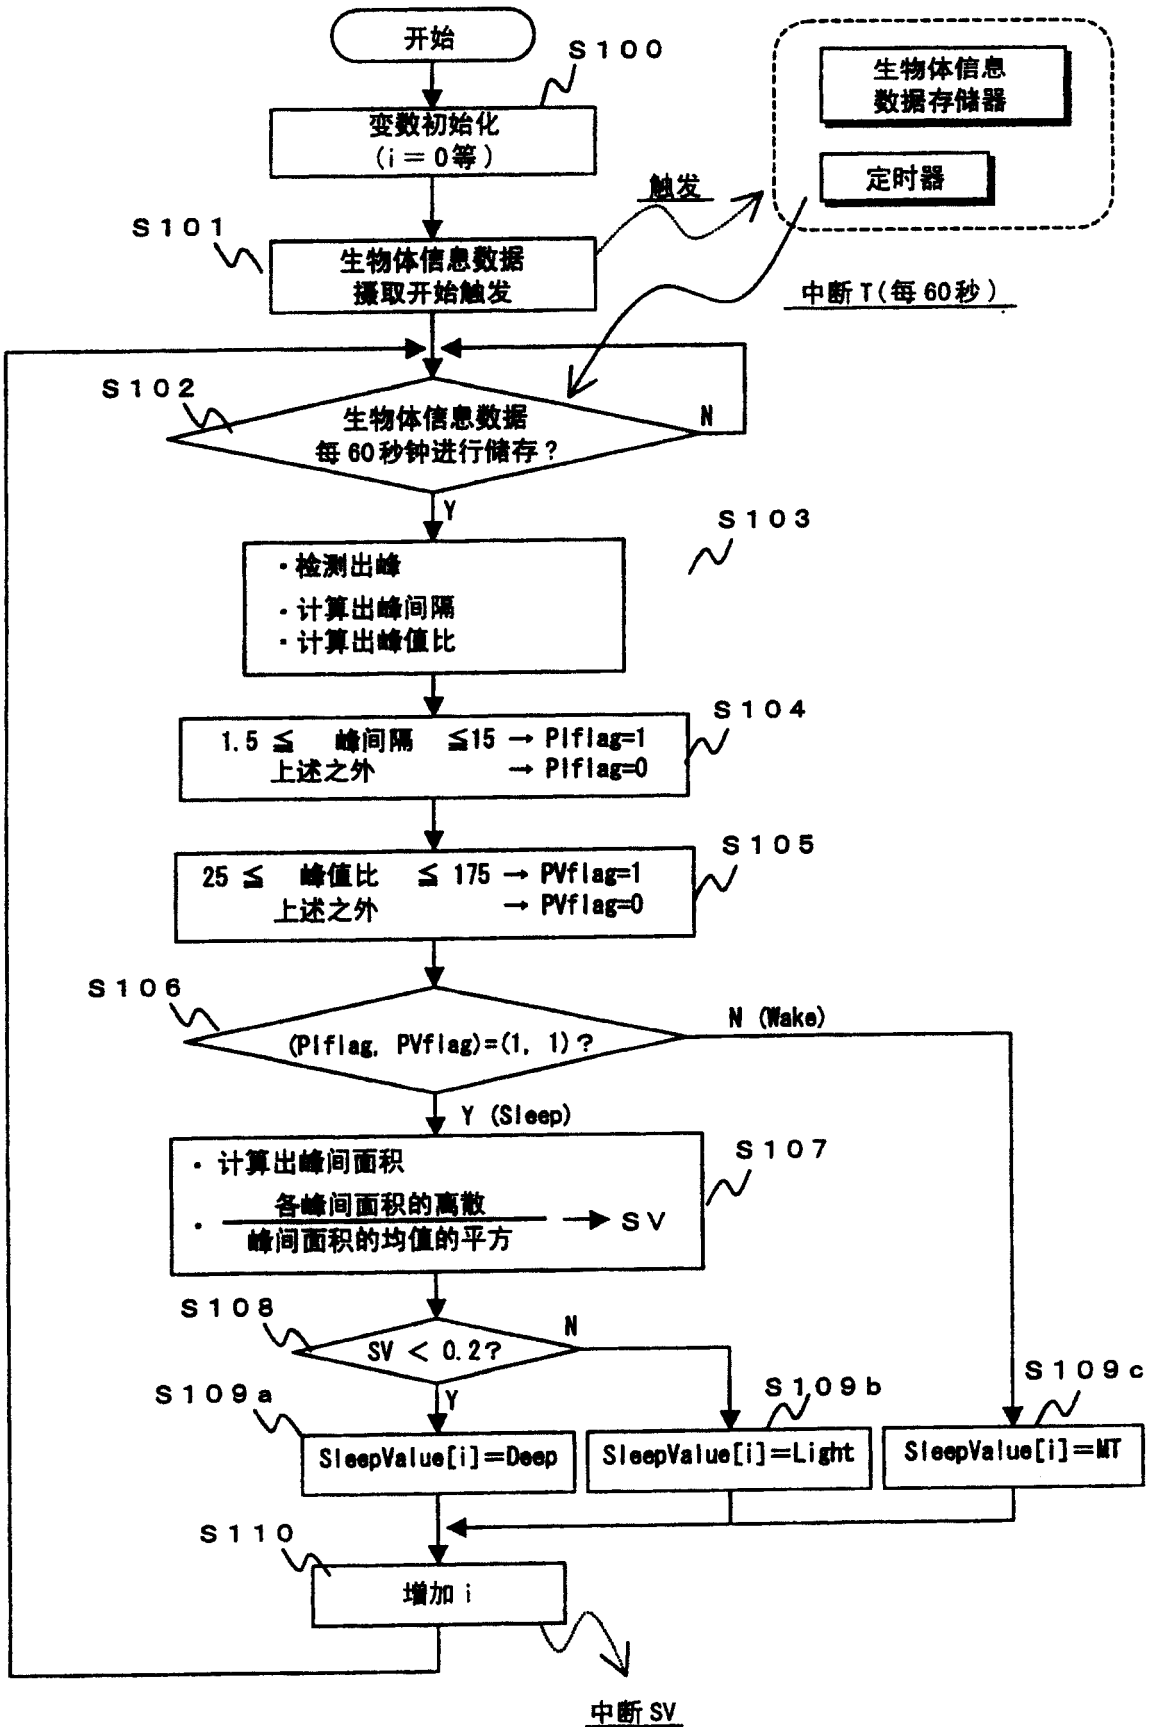 开始
S100
变数初始化
(i=0等)
生物体信息
数据存储器
定时器
触发
S101
生物体信息数据
摄取开始触发
中断T(每60秒)
S102
生物体信息数据
每60秒钟进行储存?
N
Y
S103
·检测出峰
·计算出峰间隔
·计算出峰值比
S104
1.5 ≦ 峰间隔 ≦15 → PIflag=1
上述之外 → PIflag=0
S105
25 ≦ 峰值比 ≦ 175 → PVflag=1
上述之外 → PVflag=0
S106
(PIflag, PVflag)=(1, 1)?
N (Wake)
Y (Sleep)
S107
· 计算出峰间面积
· 各峰间面积的离散
峰间面积的均值的平方
→ SV
S108
SV < 0.2?
N
Y
S109a
SleepValue[i]=Deep
S109b
SleepValue[i]=Light
S109c
SleepValue[i]=MT
S110
增加 i
中断 SV